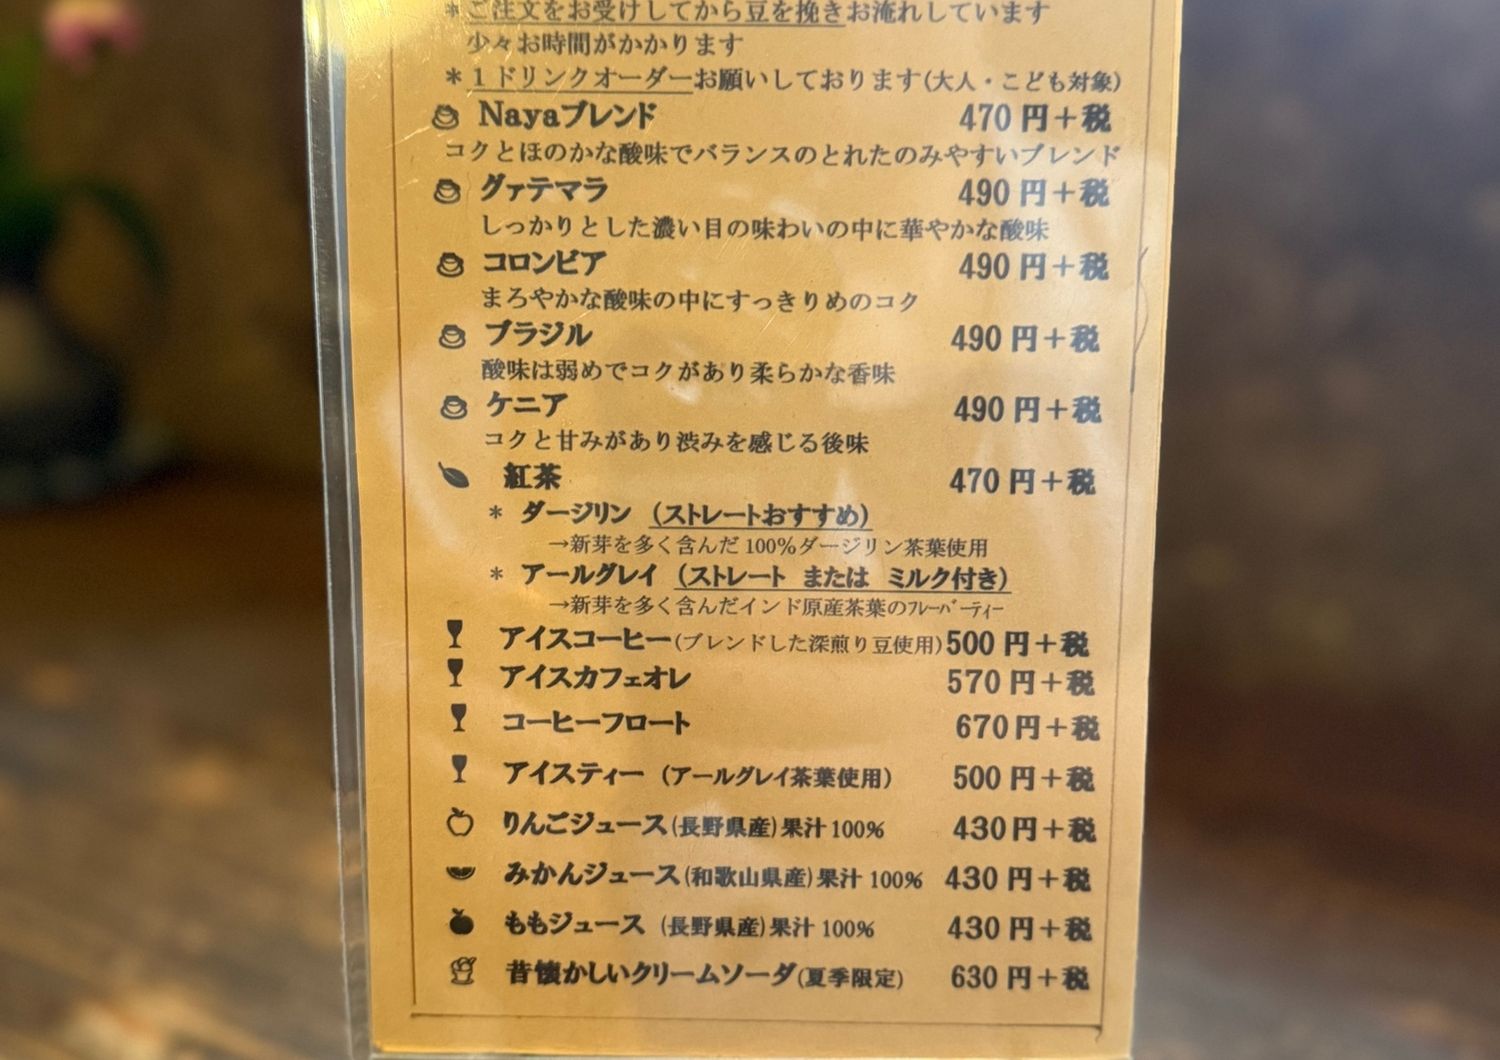 *ご注文をお受けしてから豆を挽きお淹れしています
少々お時間がかかります
*1ドリンクオーダーお願いしております(大人・こども対象)
Nayaブレンド 470円+税
コクとほのかな酸味でバランスのとれたのみやすいブレンド
グァテマラ 490円+税
しっかりとした濃い目の味わいの中に華やかな酸味
コロンビア 490円+税
まろやかな酸味の中にすっきりめのコク
ブラジル 490円+税
酸味は弱めでコクがあり柔らかな香味
ケニア 490円+税
コクと甘みがあり渋みを感じる後味
紅茶 470円+税
* ダージリン (ストレートおすすめ)
→新芽を多く含んだ100%ダージリン茶葉使用
* アールグレイ (ストレート または ミルク付き)
→新芽を多く含んだインド原産茶葉のフレーバーティー
アイスコーヒー(ブレンドした深煎り豆使用)500円+税
アイスカフェオレ 570円+税
コーヒーフロート 670円+税
アイスティー (アールグレイ茶葉使用) 500円+税
りんごジュース(長野県産)果汁100% 430円+税
みかんジュース(和歌山県産)果汁100% 430円+税
ももジュース (長野県産)果汁100% 430円+税
昔懐かしいクリームソーダ(夏季限定) 630円+税